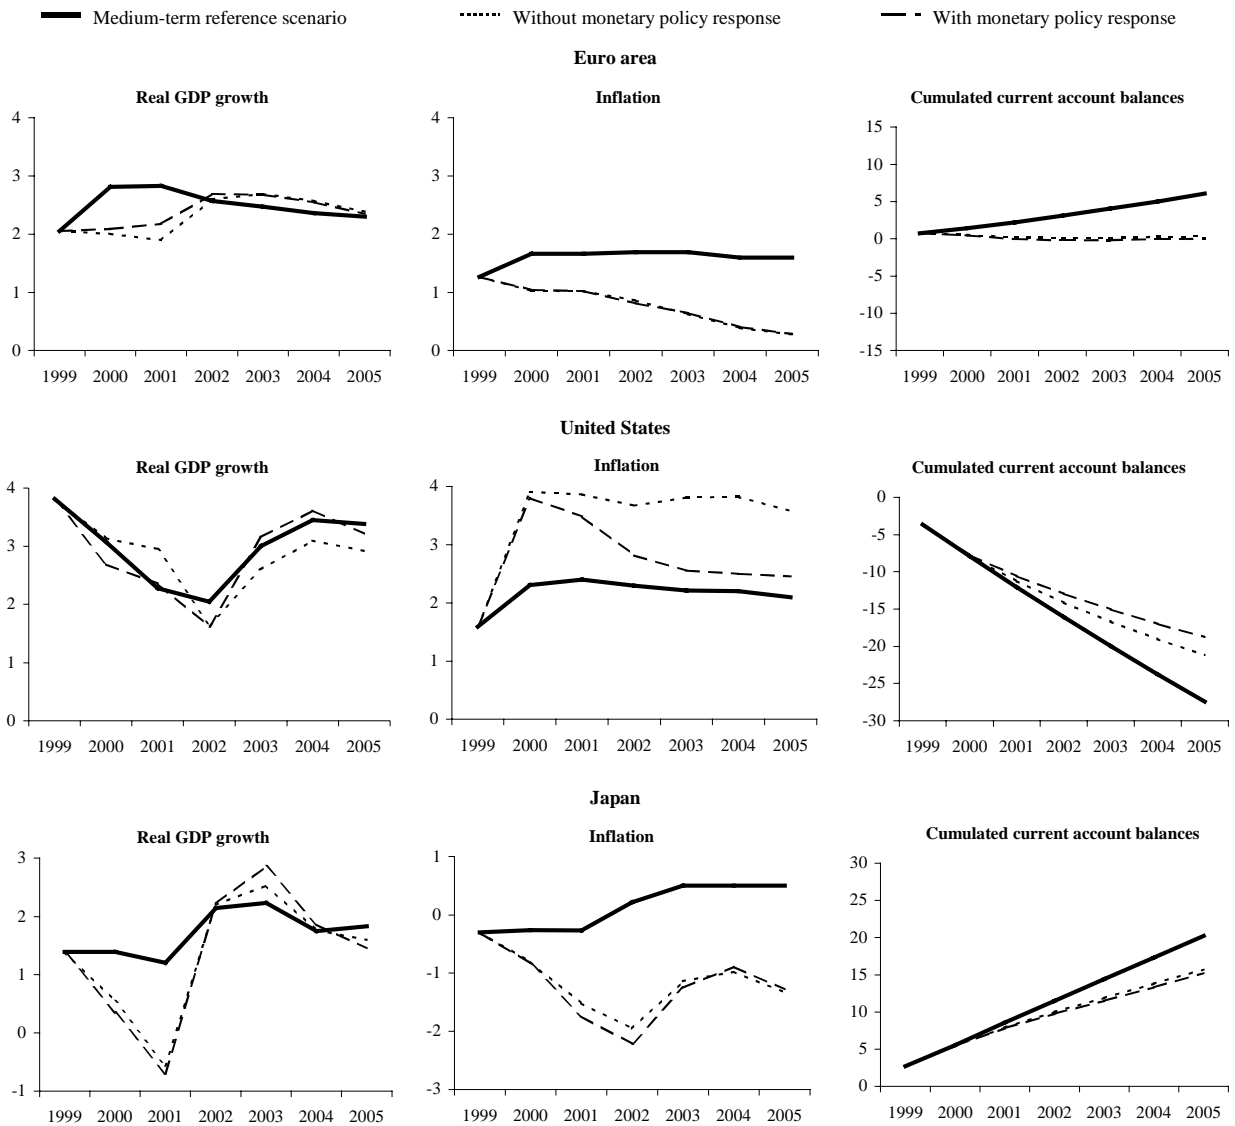 Medium-term reference scenario
Without monetary policy response
With monetary policy response
Euro area
Real GDP growth
4
3
2
1
0
1999 2000 2001 2002 2003 2004 2005
Inflation
4
3
2
1
0
1999 2000 2001 2002 2003 2004 2005
Cumulated current account balances
15
10
5
0
-5
-10
-15
1999 2000 2001 2002 2003 2004 2005
United States
Real GDP growth
4
3
2
1
0
1999 2000 2001 2002 2003 2004 2005
Inflation
4
3
2
1
0
1999 2000 2001 2002 2003 2004 2005
Cumulated current account balances
0
-5
-10
-15
-20
-25
-30
1999 2000 2001 2002 2003 2004 2005
Japan
Real GDP growth
3
2
1
0
-1
1999 2000 2001 2002 2003 2004 2005
Inflation
1
0
-1
-2
-3
1999 2000 2001 2002 2003 2004 2005
Cumulated current account balances
30
25
20
15
10
5
0
1999 2000 2001 2002 2003 2004 2005